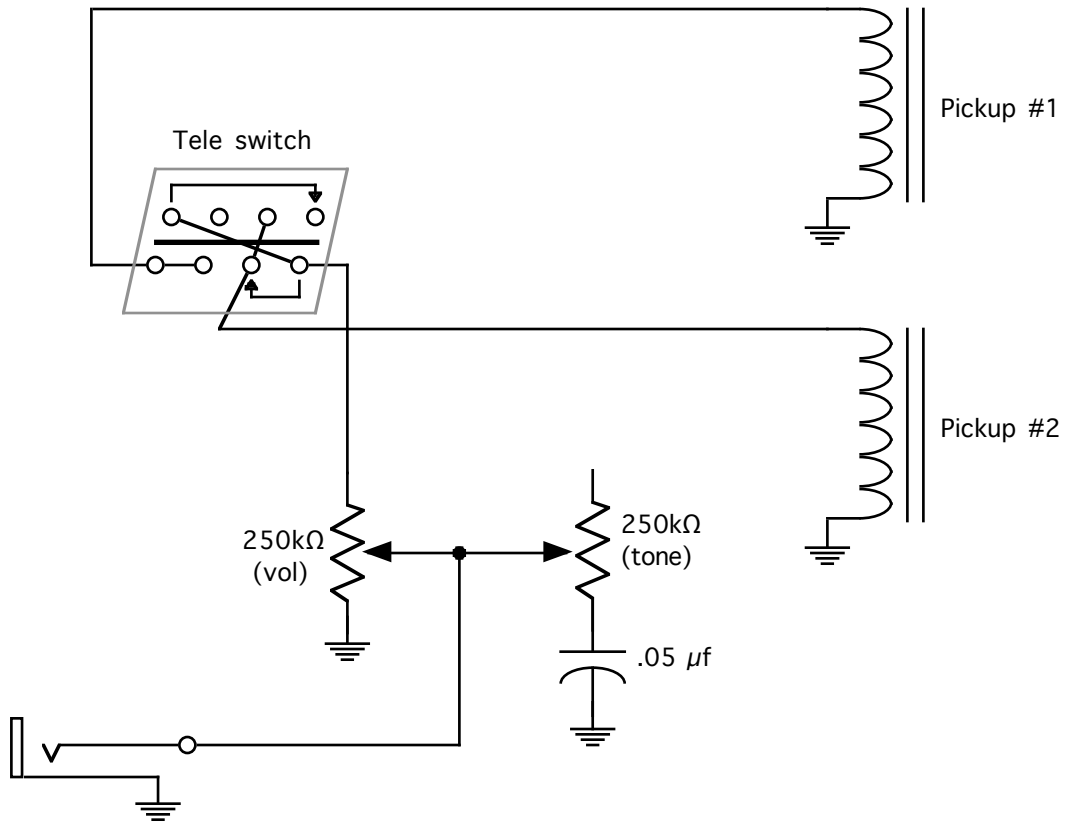 Pickup #1
Tele switch
Pickup #2
250kΩ
(vol)
250kΩ
(tone)
.05 µf